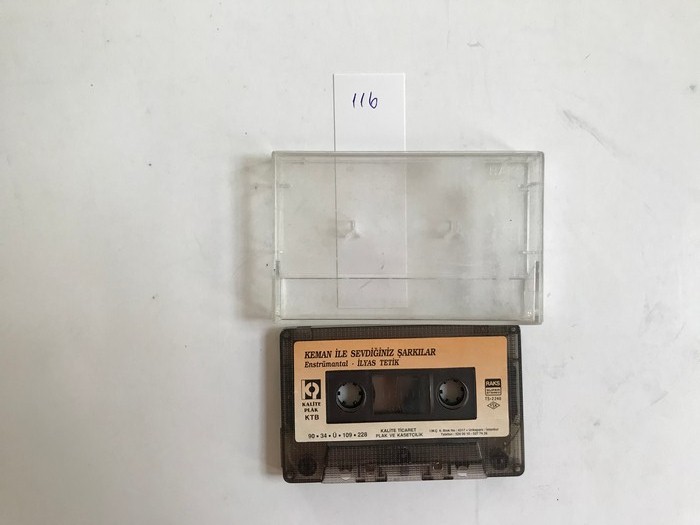 116
KEMAN İLE SEVDİĞİNİZ ŞARKILAR
Enstrümantal - İLYAS TETİK
KALİTE
PLAK
KTB
RAKS
90 • 34 • Ü • 109 • 228
KALİTE TİCARET
PLAK VE KASETÇİLİK